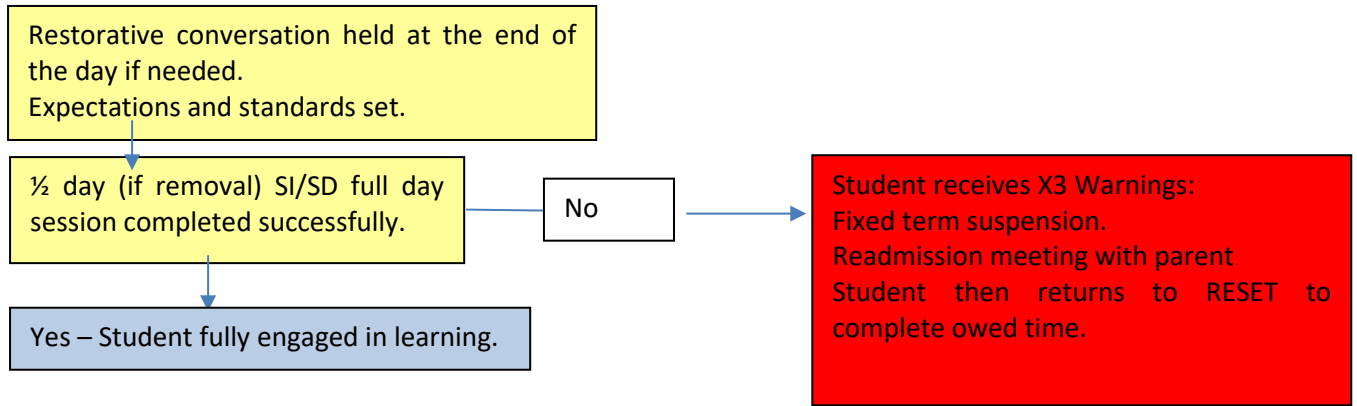 Restorative conversation held at the end of
the day if needed.
Expectations and standards set.
½ day (if removal) SI/SD full day
session completed successfully.
No
Student receives X3 Warnings:
Fixed term suspension.
Readmission meeting with parent
Student then returns to RESET to
complete owed time.
Yes – Student fully engaged in learning.